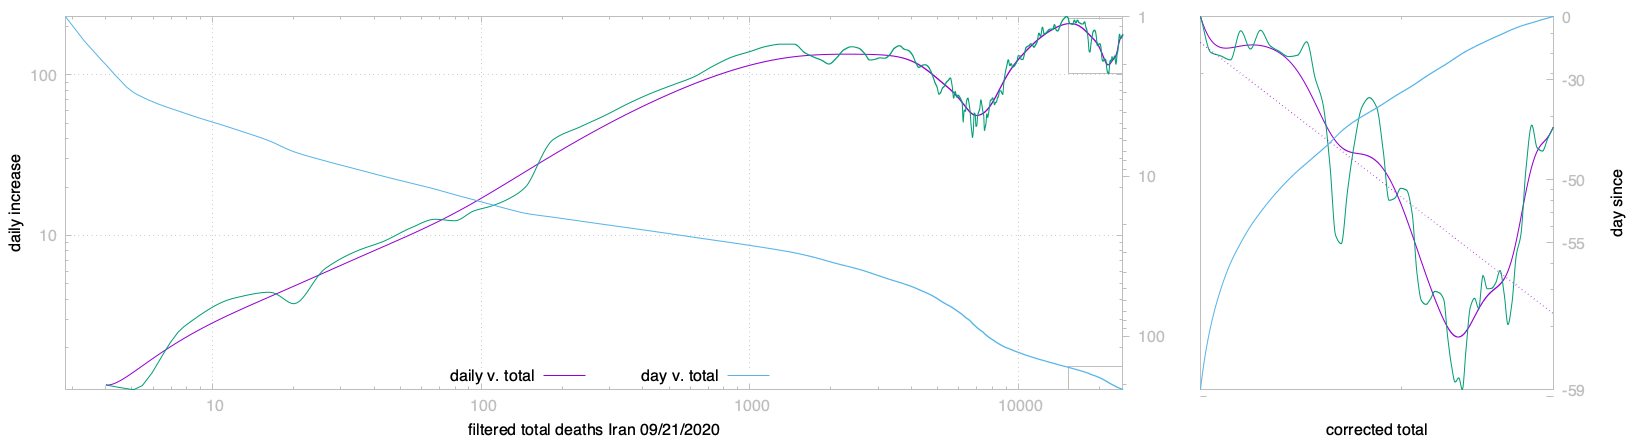 daily increase
100
10
daily v. total
day v. total
10
100
1000
10000
filtered total deaths Iran 09/21/2020
1
10
100
0
-30
-50
-55
-59
day since
corrected total